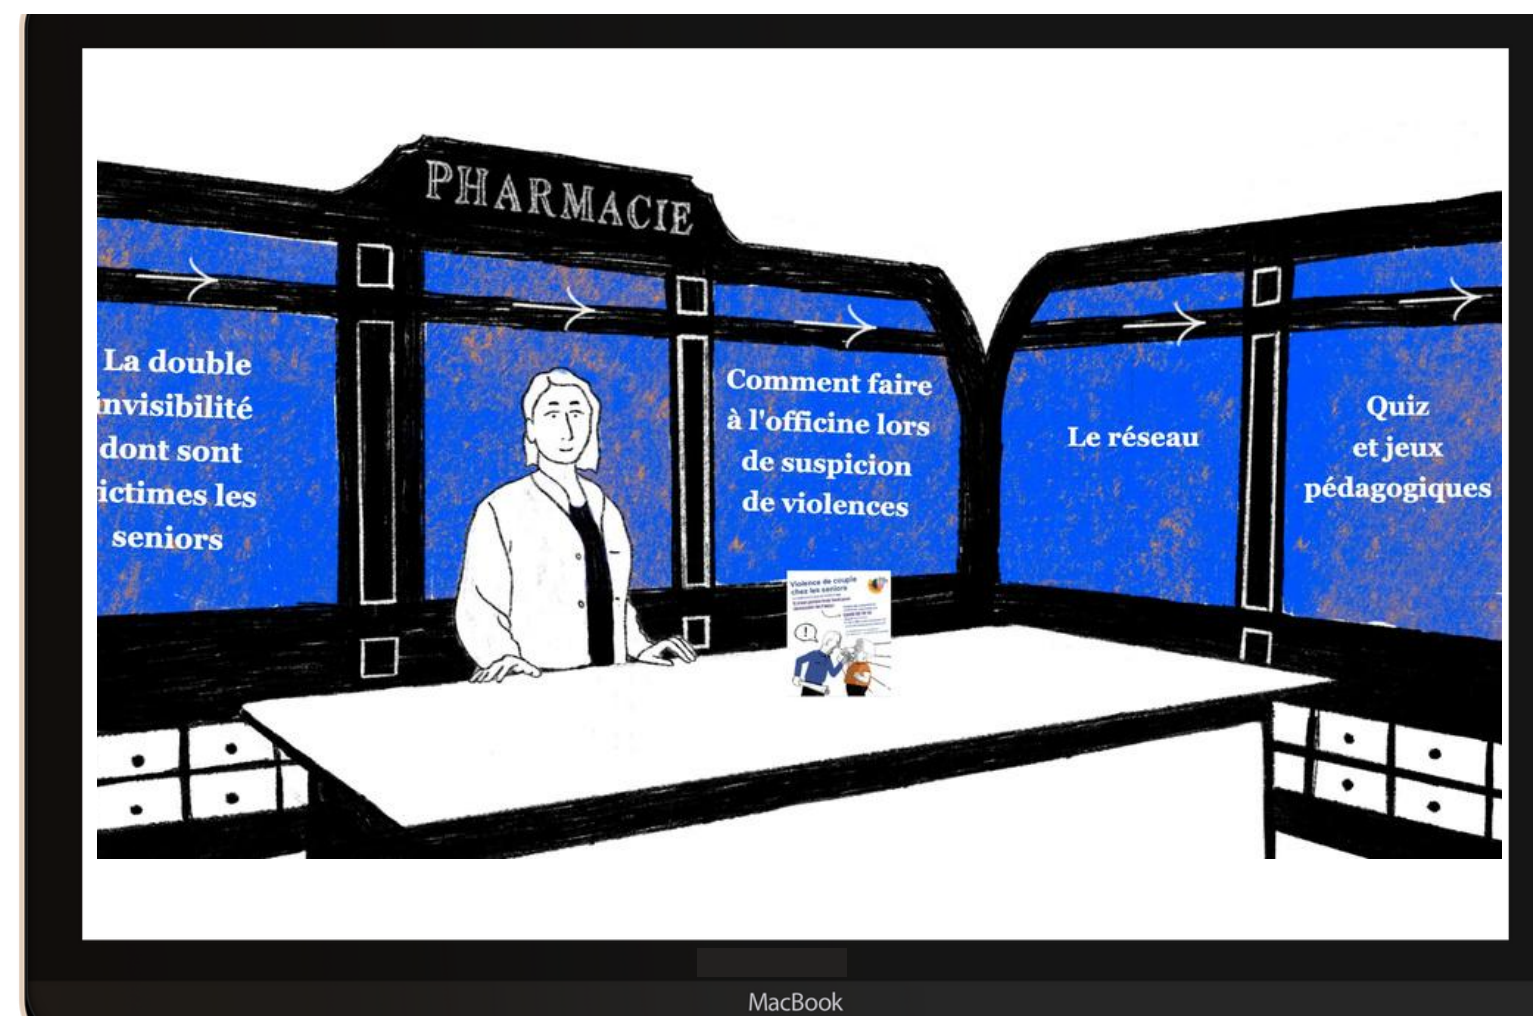 PHARMACIE
La double
invisibilité
dont sont
ictimes les
seniors
Comment faire
à l'officine lors
de suspicion
de violences
Le réseau
Quiz
et jeux
pédagogiques
Violence de couple
chez les seniors
!
MacBook